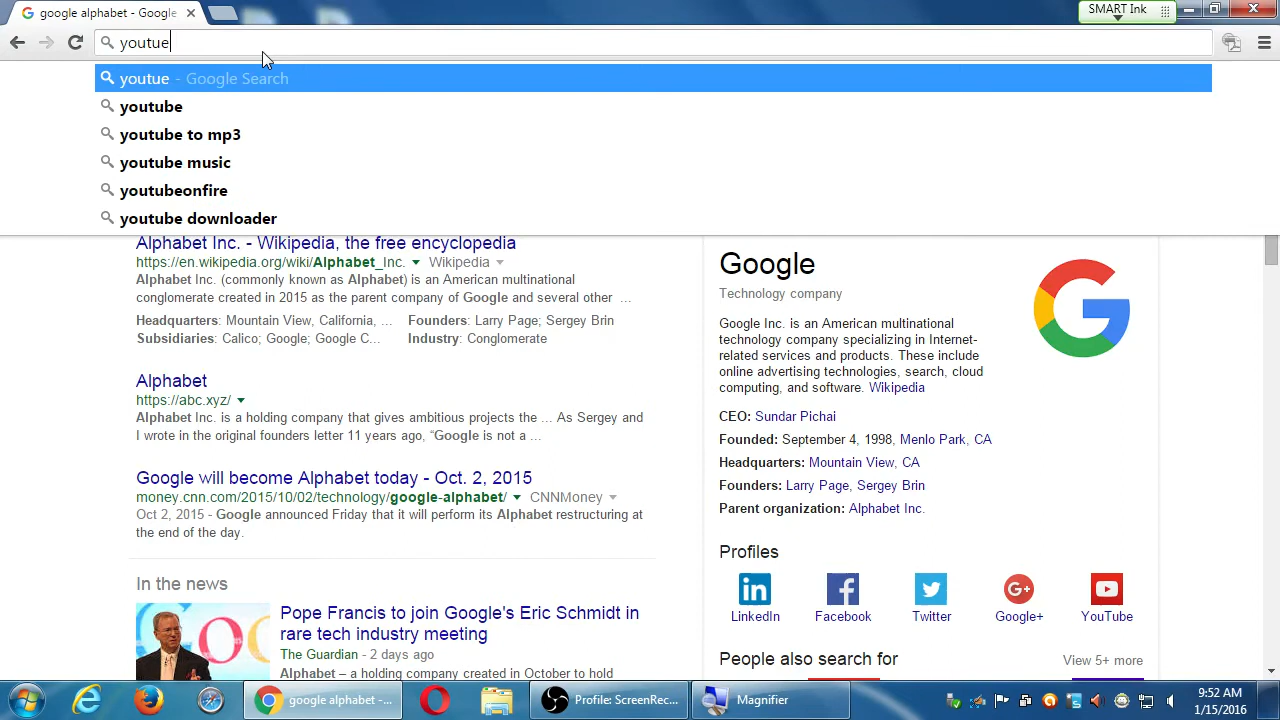 google alphabet - Google
SMART Ink
youtue
youtue - Google Search
youtube
youtube to mp3
youtube music
youtubeonfire
youtube downloader
Alphabet Inc. - Wikipedia, the free encyclopedia
https://en.wikipedia.org/wiki/Alphabet_Inc. Wikipedia
Alphabet Inc. (commonly known as Alphabet) is an American multinational
conglomerate created in 2015 as the parent company of Google and several other ...
Headquarters: Mountain View, California, ... Founders: Larry Page; Sergey Brin
Subsidiaries: Calico; Google; Google C... Industry: Conglomerate
Alphabet
https://abc.xyz/
Alphabet Inc. is a holding company that gives ambitious projects the ... As Sergey and
I wrote in the original founders letter 11 years ago, “Google is not a ...
Google will become Alphabet today - Oct. 2, 2015
money.cnn.com/2015/10/02/technology/google-alphabet/ CNNMoney
Oct 2, 2015 - Google announced Friday that it will perform its Alphabet restructuring at
the end of the day.
In the news
Pope Francis to join Google's Eric Schmidt in
rare tech industry meeting
The Guardian - 2 days ago
Alphabet – a holding company created in October to hold
Google
Technology company
Google Inc. is an American multinational
technology company specializing in Internet-
related services and products. These include
online advertising technologies, search, cloud
computing, and software. Wikipedia
CEO: Sundar Pichai
Founded: September 4, 1998, Menlo Park, CA
Headquarters: Mountain View, CA
Founders: Larry Page, Sergey Brin
Parent organization: Alphabet Inc.
Profiles
LinkedIn Facebook Twitter Google+ YouTube
People also search for View 5+ more
google alphabet -...
Profile: ScreenRec...
Magnifier
9:52 AM
1/15/2016